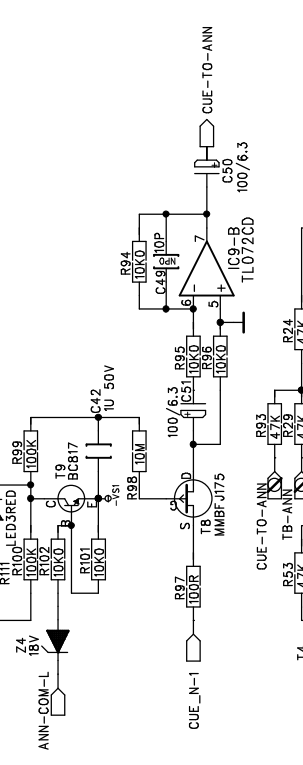 CUE-TO-ANN
C50
100/6.3
R94
10K0
10P
NPO
C49
7
6
5
IC9-B
TL072CD
R95
10K0
R96
10K0
100/6.3
C51
C42
1U 50V
R99
100K
T9
BC817
C
B
E
-VS1
R98
10M
LED3RED
R111
R100
100K
R102
10K0
R101
10K0
Z4
18V
ANN-COM-L
G
S
D
T8
MMBFJ175
R97
100R
CUE_N-1
R24
47K
R93
47K
R29
47K
CUE-TO-ANN
TB-ANN
R53
47K